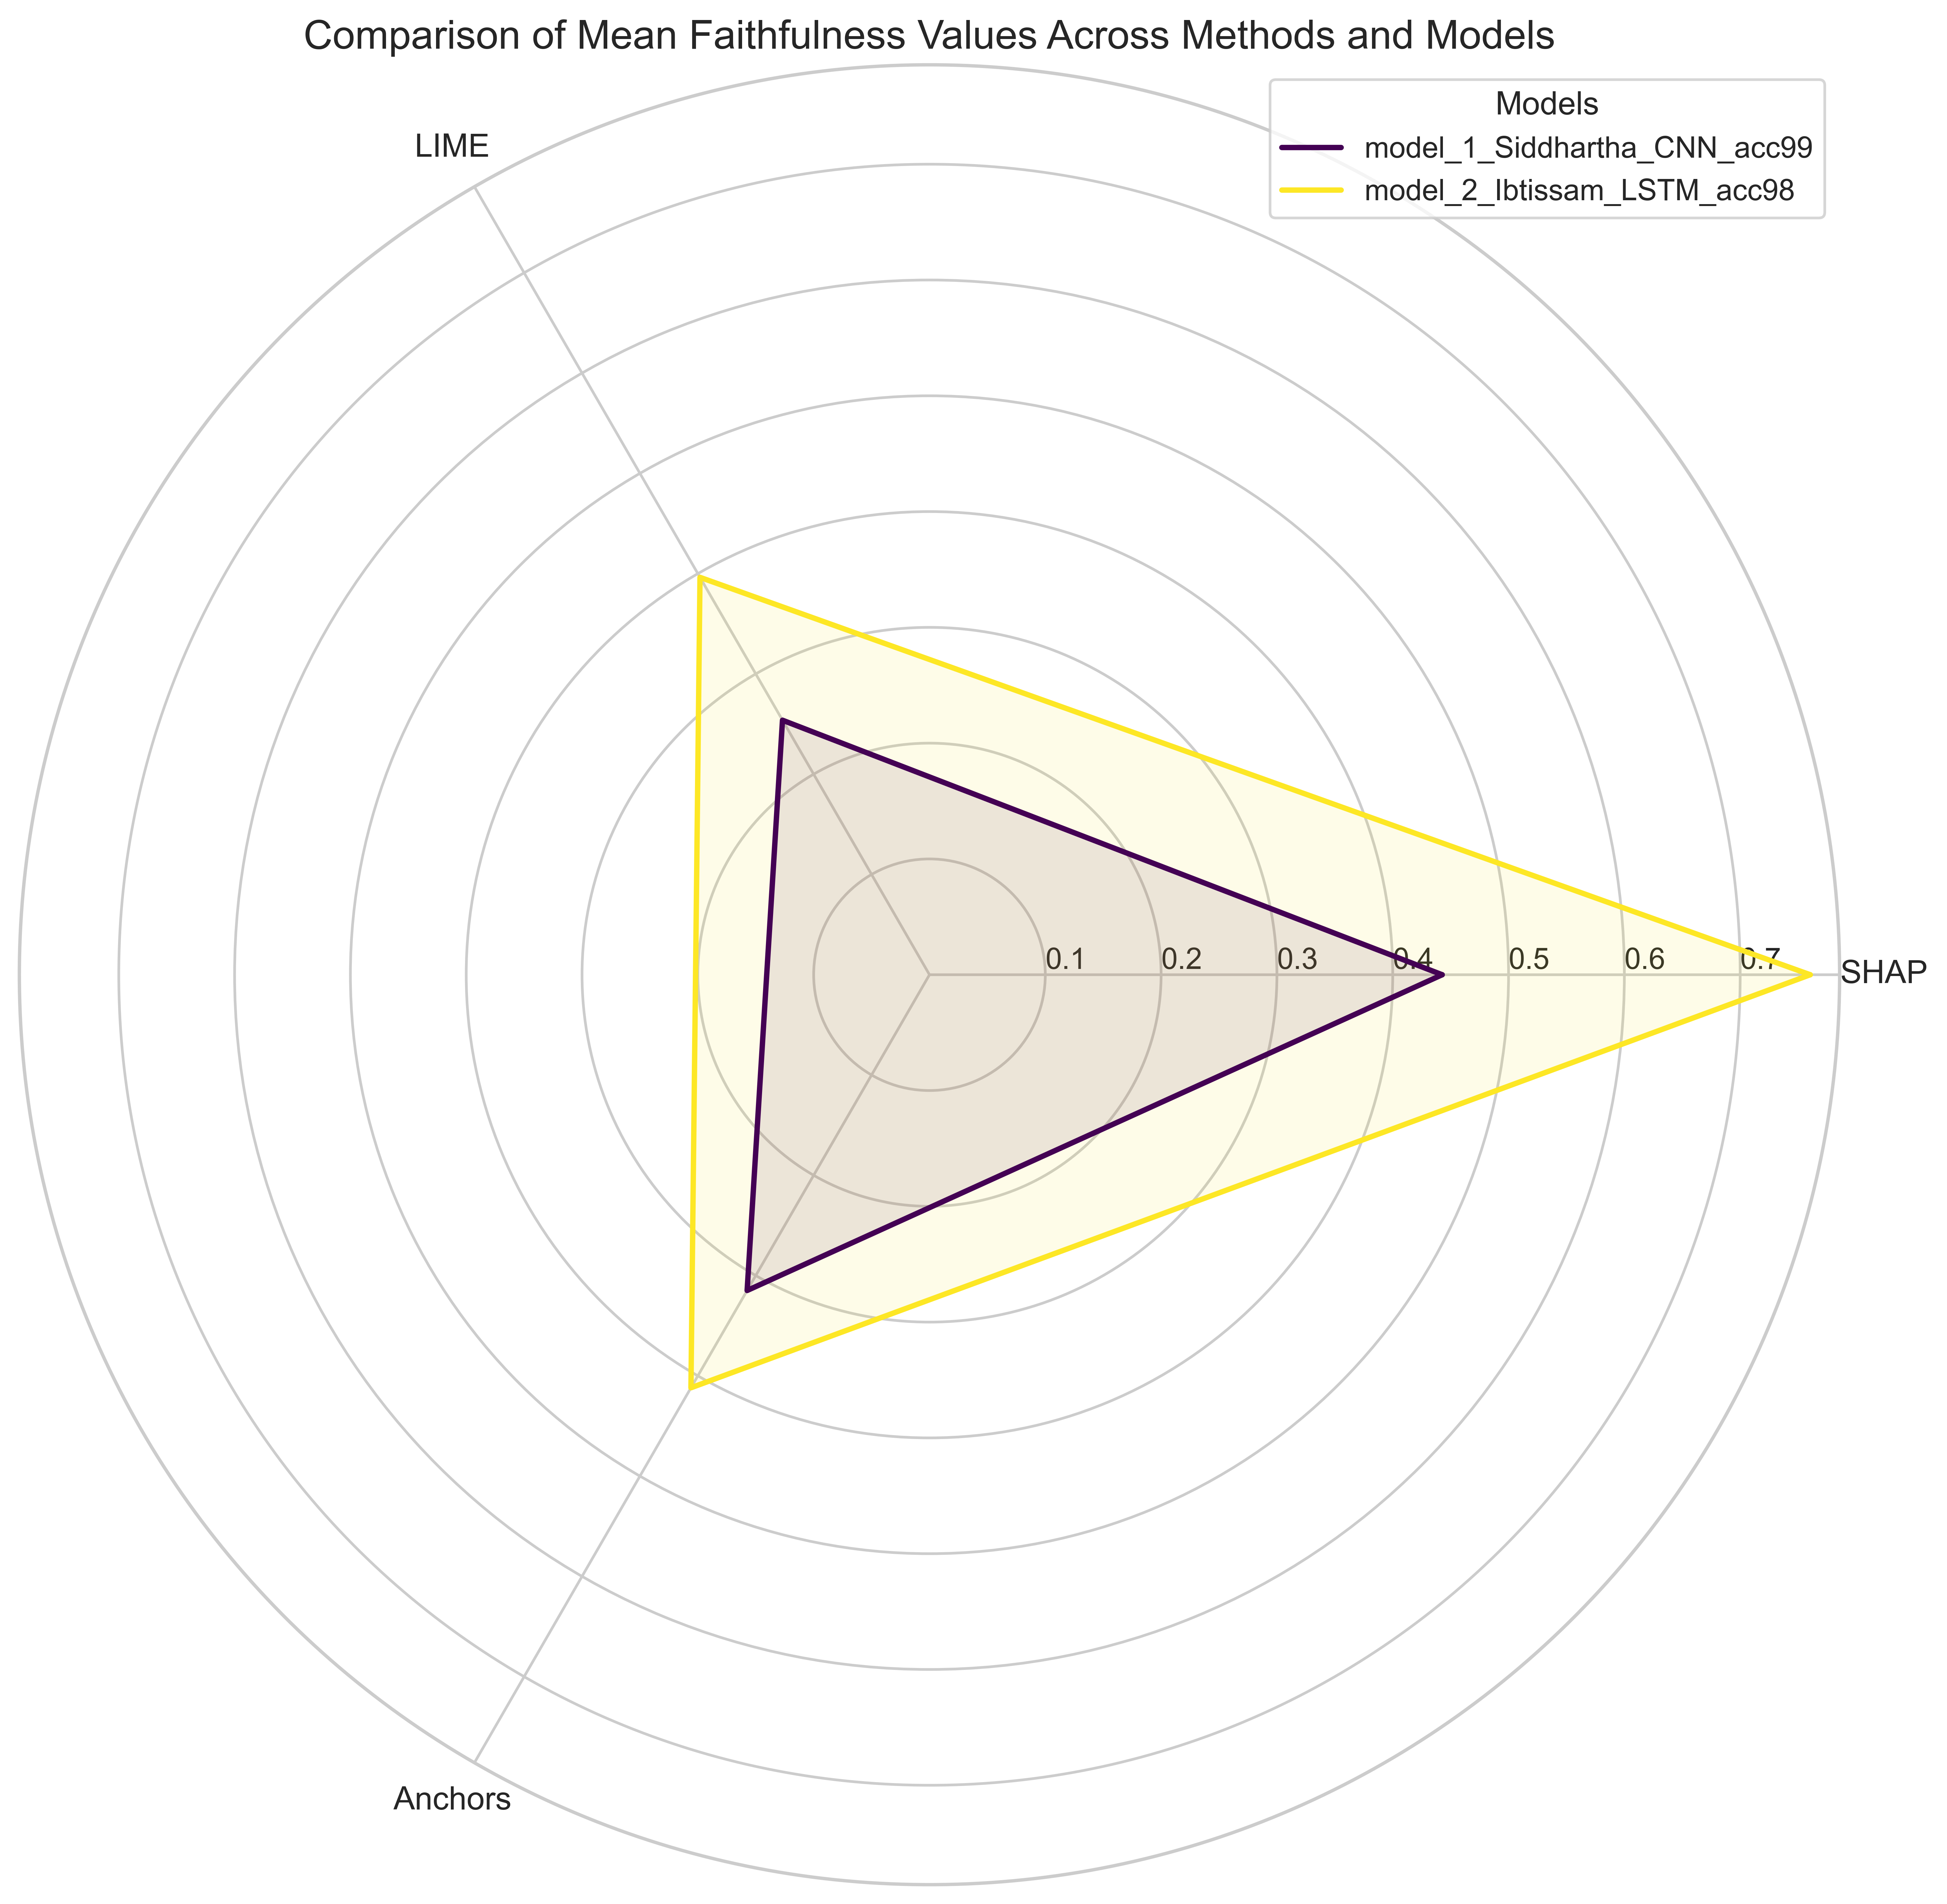 Comparison of Mean Faithfulness Values Across Methods and Models
Models
model_1_Siddhartha_CNN_acc99
model_2_Ibtissam_LSTM_acc98
LIME
0.1
0.2
0.3
0.4
0.5
0.6
0.7
SHAP
Anchors